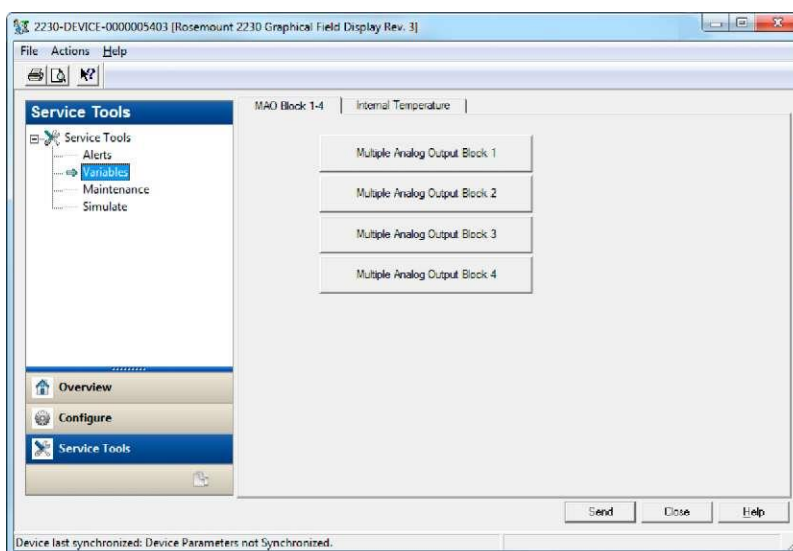 2230-DEVICE-0000005403 [Rosemount 2230 Graphical Field Display Rev. 3]
File Actions Help
Service Tools
MAO Block 1-4 Internal Temperature
Service Tools
Alerts
Variables
Maintenance
Simulate
Multiple Analog Output Block 1
Multiple Analog Output Block 2
Multiple Analog Output Block 3
Multiple Analog Output Block 4
Overview
Configure
Service Tools
Send Close Help
Device last synchronized: Device Parameters not Synchronized.